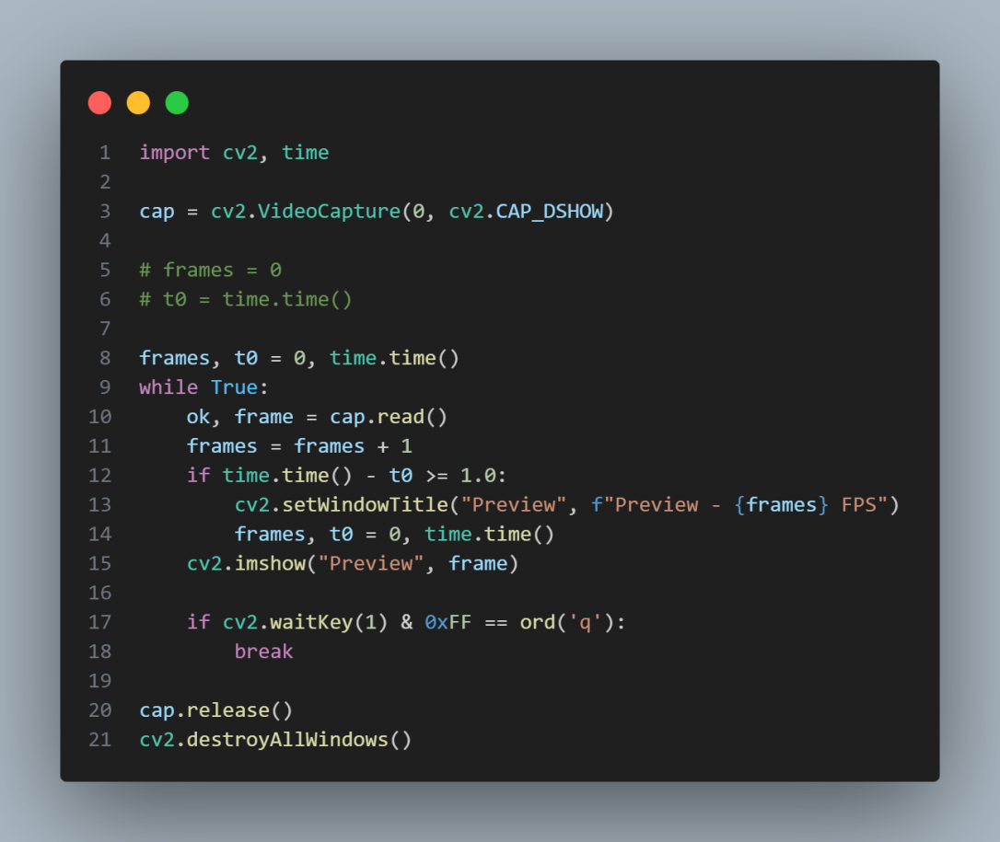 1 import cv2, time
2
3 cap = cv2.VideoCapture(0, cv2.CAP_DSHOW)
4
5 # frames = 0
6 # t0 = time.time()
7
8 frames, t0 = 0, time.time()
9 while True:
10     ok, frame = cap.read()
11     frames = frames + 1
12     if time.time() - t0 >= 1.0:
13         cv2.setWindowTitle("Preview", f"Preview - {frames} FPS")
14         frames, t0 = 0, time.time()
15     cv2.imshow("Preview", frame)
16
17     if cv2.waitKey(1) & 0xFF == ord('q'):
18         break
19
20 cap.release()
21 cv2.destroyAllWindows()